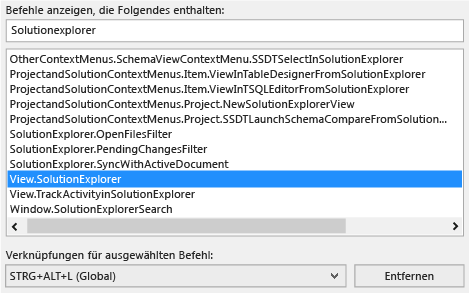 Befehle anzeigen, die Folgendes enthalten:
Solutionexplorer
OtherContextMenus.SchemaViewContextMenu.SSDTSelectInSolutionExplorer
ProjectandSolutionContextMenus.Item.ViewInTableDesignerFromSolutionExplorer
ProjectandSolutionContextMenus.Item.ViewInTSQLEditorFromSolutionExplorer
ProjectandSolutionContextMenus.Project.NewSolutionExplorerView
ProjectandSolutionContextMenus.Project.SSDTLaunchSchemaCompareFromSolution...
SolutionExplorer.OpenFilesFilter
SolutionExplorer.PendingChangesFilter
SolutionExplorer.SyncWithActiveDocument
View.SolutionExplorer
View.TrackActivityinSolutionExplorer
Window.SolutionExplorerSearch
Verknüpfungen für ausgewählten Befehl:
STRG+ALT+L (Global)
Entfernen